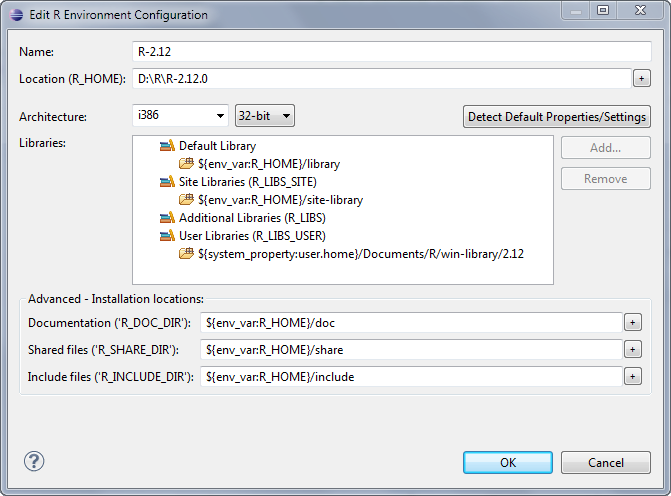 Edit R Environment Configuration
Name: R-2.12
Location (R_HOME): D:\R\R-2.12.0 +
Architecture: i386 32-bit Detect Default Properties/Settings
Libraries: Default Library Add...
${env_var:R_HOME}/library
Site Libraries (R_LIBS_SITE) Remove
${env_var:R_HOME}/site-library
Additional Libraries (R_LIBS)
User Libraries (R_LIBS_USER)
${system_property:user.home}/Documents/R/win-library/2.12
Advanced - Installation locations:
Documentation ('R_DOC_DIR'): ${env_var:R_HOME}/doc +
Shared files ('R_SHARE_DIR'): ${env_var:R_HOME}/share +
Include files ('R_INCLUDE_DIR'): ${env_var:R_HOME}/include +
? OK Cancel